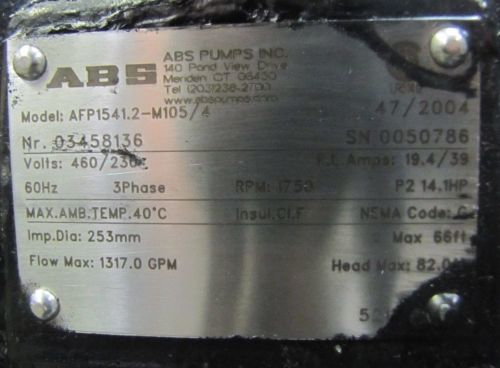 ABS
ABS PUMPS INC.
140 Pond View Drive
Meriden CT 06450
Tel (203)238-2700
www.abspumps.com
Model: AFP1541.2-M105/4 47/2004
Nr. 03458136 SN 0050786
Volts: 460/230 F.L. Amps: 19.4/39
60Hz 3Phase RPM: 1750 P2 14.1HP
MAX.AMB.TEMP.40°C Insul.CLF NEMA Code:
Imp.Dia: 253mm Max 66ft
Flow Max: 1317.0 GPM Head Max: 82.0